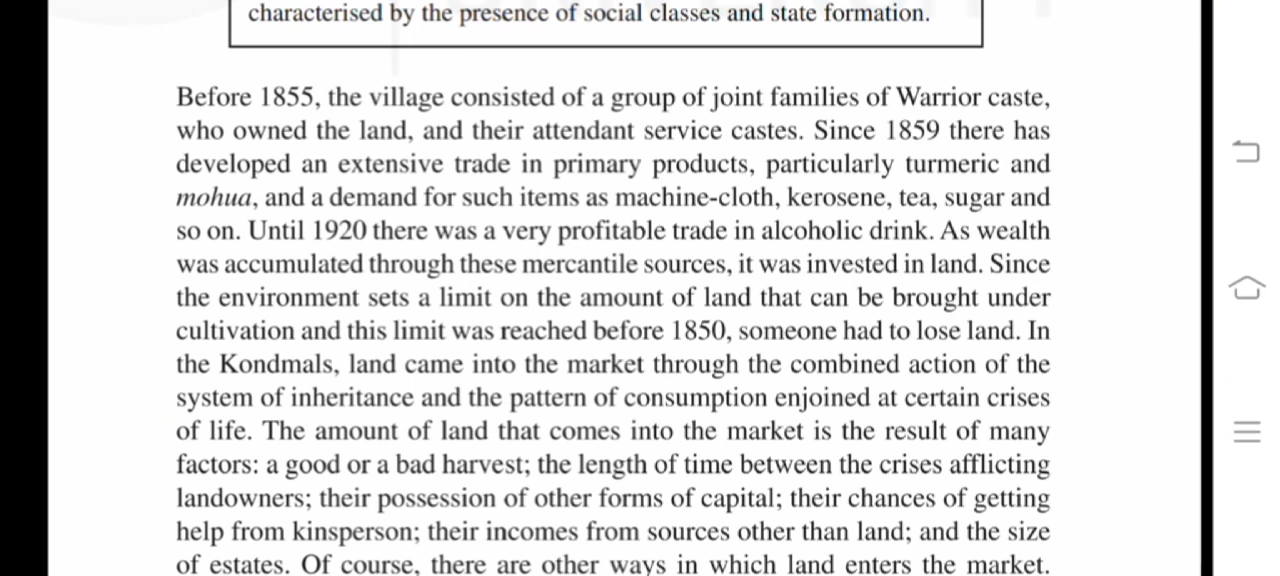 characterised by the presence of social classes and state formation.
Before 1855, the village consisted of a group of joint families of Warrior caste,
who owned the land, and their attendant service castes. Since 1859 there has
developed an extensive trade in primary products, particularly turmeric and
mohua, and a demand for such items as machine-cloth, kerosene, tea, sugar and
so on. Until 1920 there was a very profitable trade in alcoholic drink. As wealth
was accumulated through these mercantile sources, it was invested in land. Since
the environment sets a limit on the amount of land that can be brought under
cultivation and this limit was reached before 1850, someone had to lose land. In
the Kondmals, land came into the market through the combined action of the
system of inheritance and the pattern of consumption enjoined at certain crises
of life. The amount of land that comes into the market is the result of many
factors: a good or a bad harvest; the length of time between the crises afflicting
landowners; their possession of other forms of capital; their chances of getting
help from kinsperson; their incomes from sources other than land; and the size
of estates. Of course, there are other ways in which land enters the market.